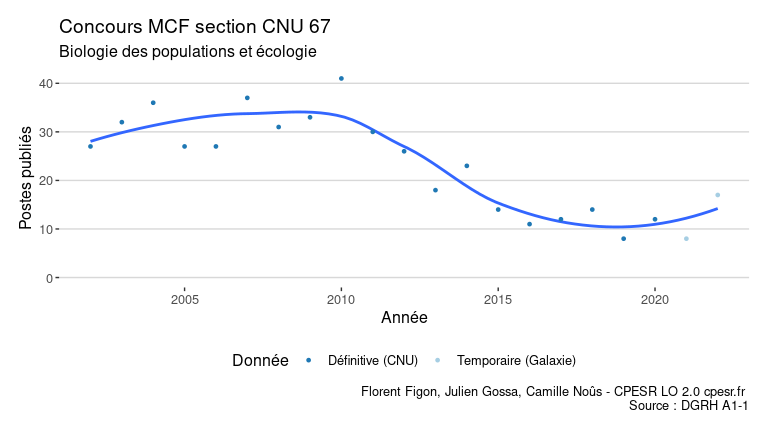 Concours MCF section CNU 67
Biologie des populations et écologie
Postes publiés
40
30
20
10
0
2005 2010 2015 2020
Année
Donnée Définitive (CNU) Temporaire (Galaxie)
Florent Figon, Julien Gossa, Camille Noûs - CPESR LO 2.0 cpesr.fr
Source : DGRH A1-1